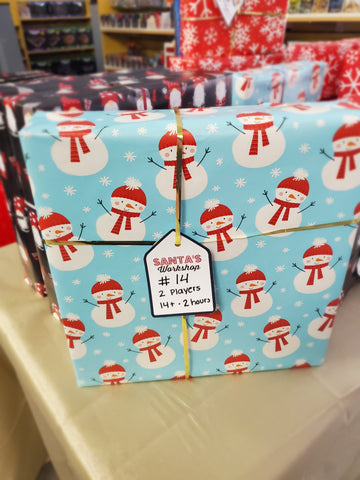 SANTA'S
Workshop
# 14
2 Players
14+ • 2 hours